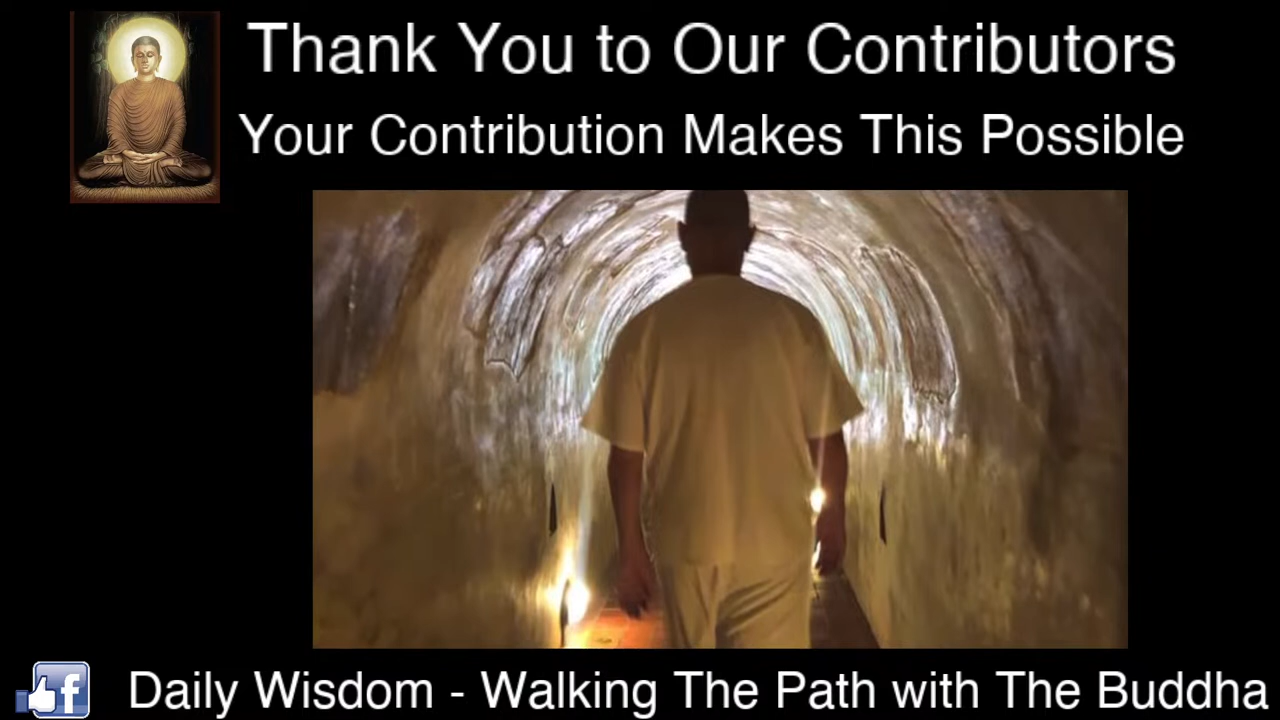 Thank You to Our Contributors
Your Contribution Makes This Possible
f
Daily Wisdom - Walking The Path with The Buddha